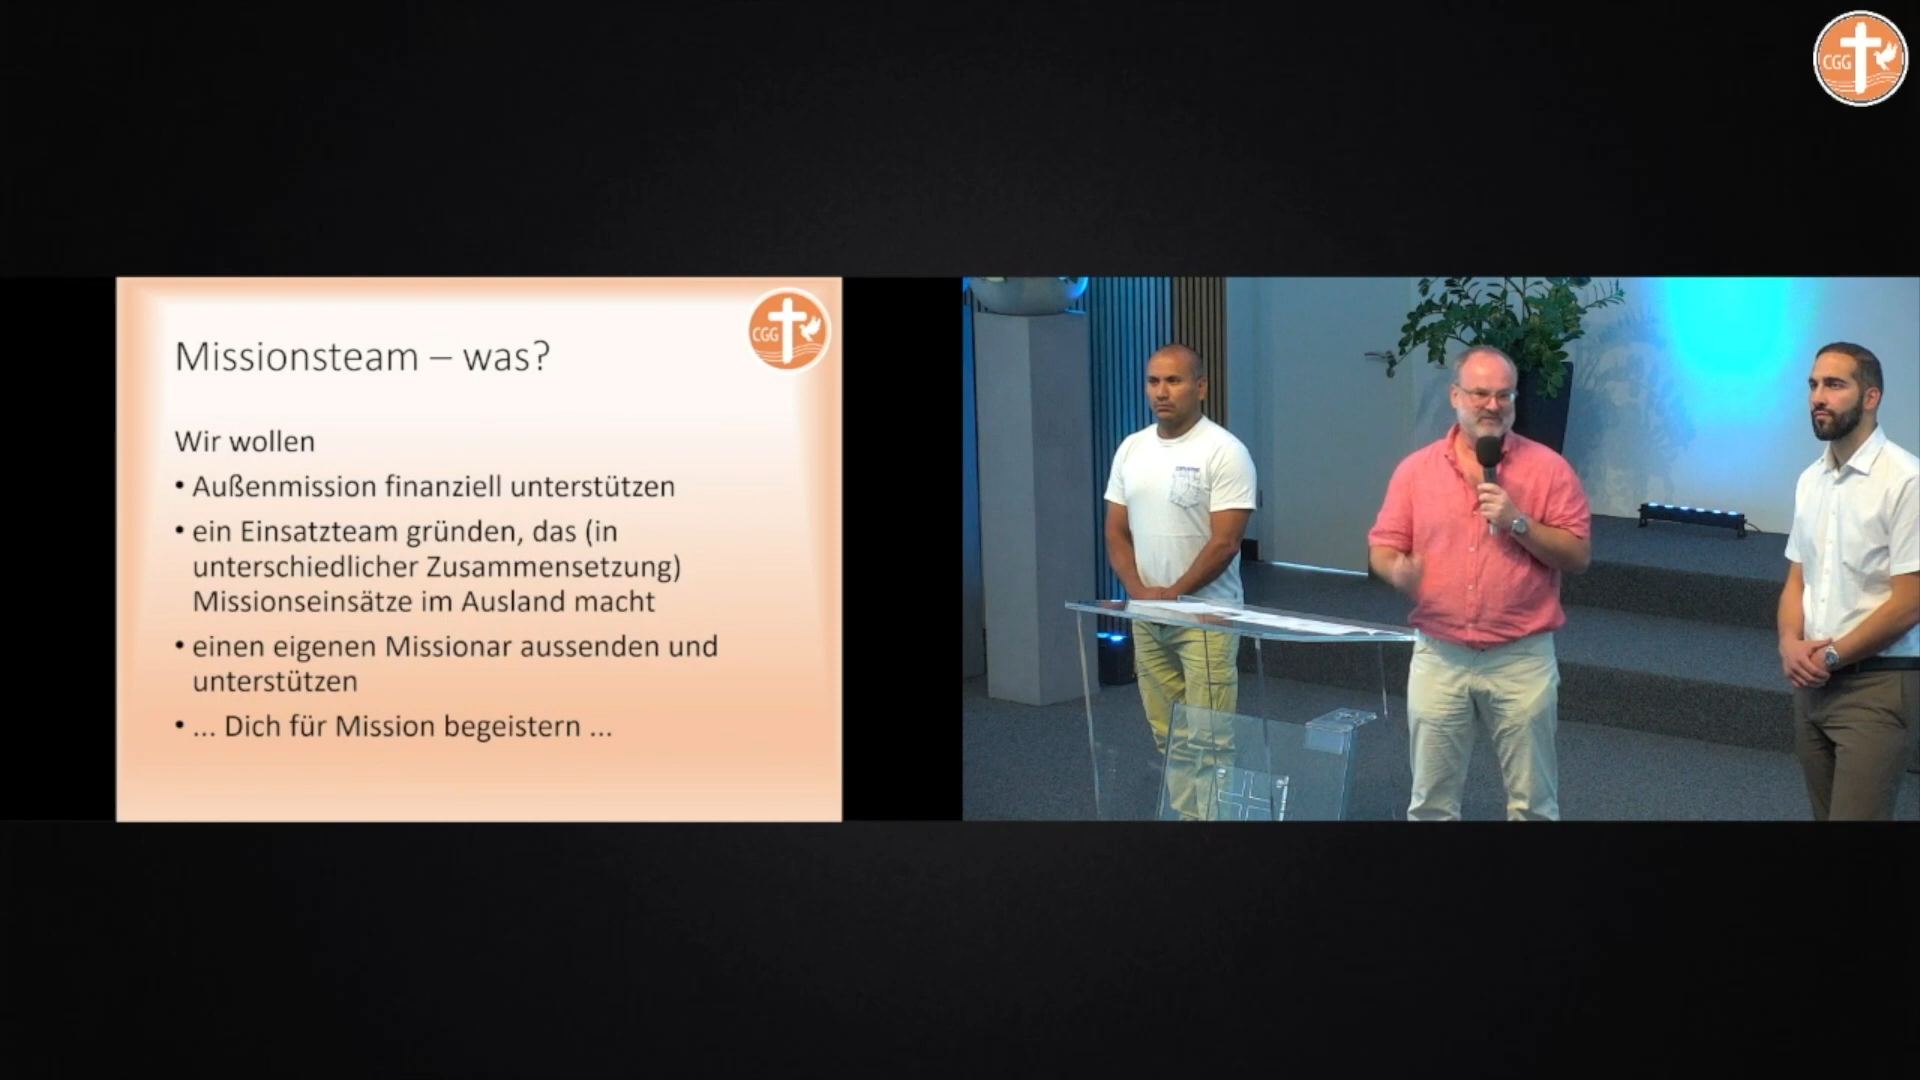 CGG
CGG
Missionsteam – was?
Wir wollen
• Außenmission finanziell unterstützen
• ein Einsatzteam gründen, das (in
unterschiedlicher Zusammensetzung)
Missionseinsätze im Ausland macht
• einen eigenen Missionar aussenden und
unterstützen
• ... Dich für Mission begeistern ...